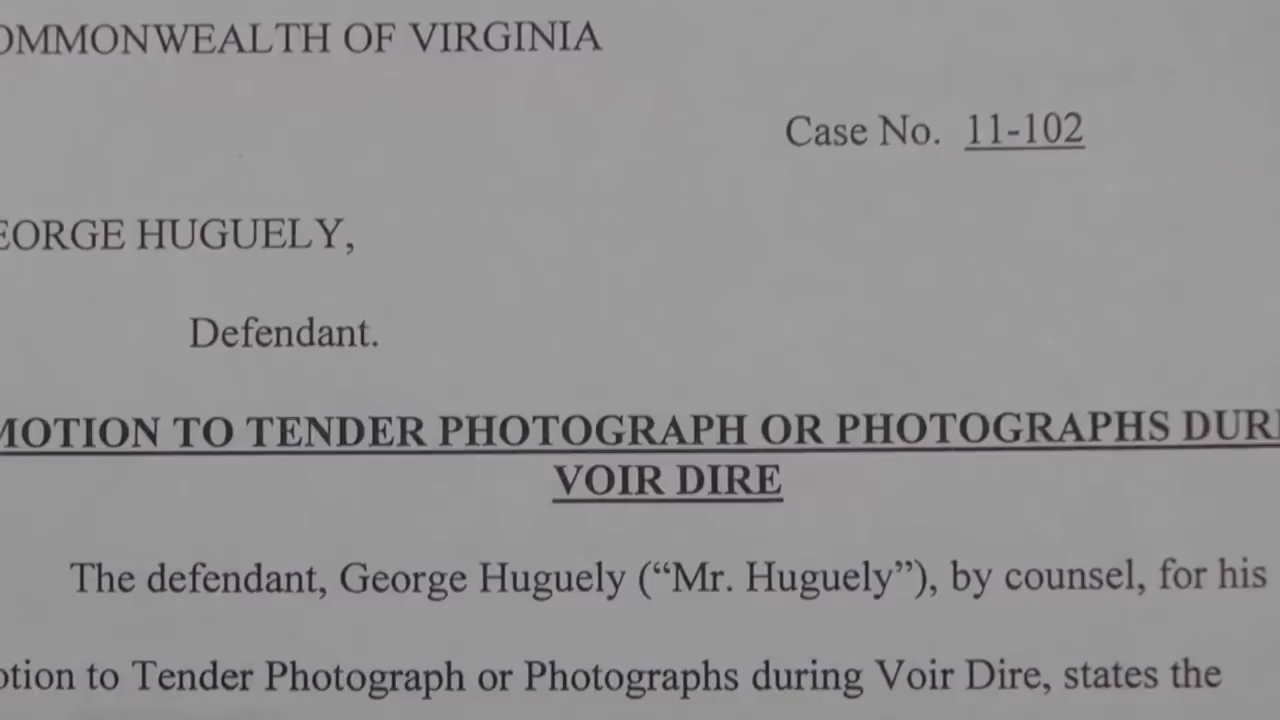 OMMONWEALTH OF VIRGINIA
Case No. 11-102
EORGE HUGUELY,
Defendant.
MOTION TO TENDER PHOTOGRAPH OR PHOTOGRAPHS DURI
VOIR DIRE
The defendant, George Huguely (“Mr. Huguely”), by counsel, for his
otion to Tender Photograph or Photographs during Voir Dire, states the